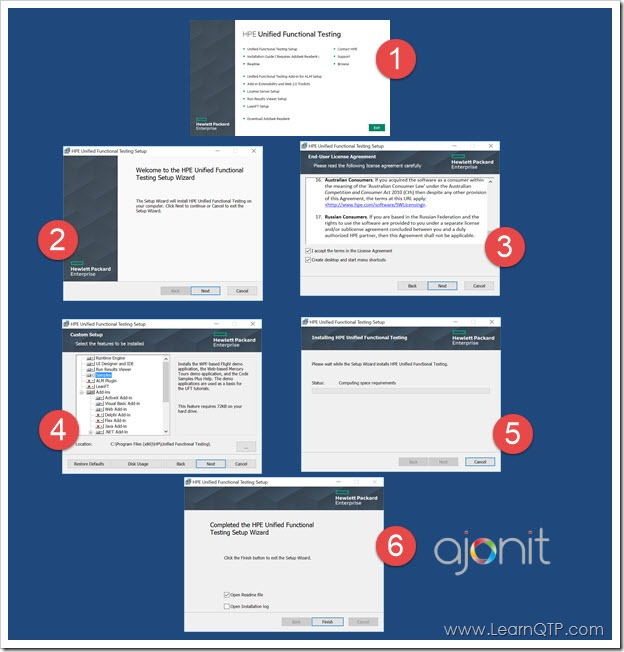 HPE Unified Functional Testing
Unified Functional Testing Setup
Installation Guide ( Requires Adobe® Reader® )
Readme
Unified Functional Testing Add-in for ALM Setup
Add-in Extensibility and Web 2.0 Toolkits
License Server Setup
Run Results Viewer Setup
LeanFT Setup
Download Adobe® Reader®
Contact HPE
Support
Browse
Hewlett Packard
Enterprise
Exit
1
HPE Unified Functional Testing Setup
Welcome to the HPE Unified Functional
Testing Setup Wizard
The Setup Wizard will install HPE Unified Functional Testing on
your computer. Click Next to continue or Cancel to exit the
Setup Wizard.
Hewlett Packard
Enterprise
Back
Next
Cancel
2
HPE Unified Functional Testing Setup
End-User License Agreement
Please read the following license agreement carefully
Hewlett Packard
Enterprise
16. Australian Consumers. If you acquired the software as a consumer within
the meaning of the 'Australian Consumer Law' under the Australian
Competition and Consumer Act 2010 (Cth) then despite any other provision
of this Agreement, the terms at this URL apply:
17. Russian Consumers. If you are based in the Russian Federation and the
rights to use the software are provided to you under a separate license
and/or sublicense agreement concluded between you and a duly
authorized HPE partner, then this Agreement shall not be applicable.
I accept the terms in the License Agreement
Create desktop and start menu shortcuts
Back
Next
Cancel
3
HPE Unified Functional Testing Setup
Custom Setup
Select the features to be installed
Hewlett Packard
Enterprise
Runtime Engine
UI Designer and IDE
Run Results Viewer
Samples
ALM Plugin
LeanFT
Add-ins
ActiveX Add-in
Visual Basic Add-in
Web Add-in
Delphi Add-in
Flex Add-in
Java Add-in
.NET Add-in
Installs the WPF-based Flight demo
application, the Web-based Mercury
Tours demo application, and the Code
Samples Plus Help. The demo
applications are used as the basis for
the UFT tutorials.
This feature requires 72KB on your
hard drive.
Location:
C:\Program Files (x86)\HP\Unified Functional Testing\
...
Restore Defaults
Disk Usage
Back
Next
Cancel
4
HPE Unified Functional Testing Setup
Installing HPE Unified Functional Testing
Hewlett Packard
Enterprise
Please wait while the Setup Wizard installs HPE Unified Functional Testing.
Status: Computing space requirements
Back
Next
Cancel
5
HPE Unified Functional Testing Setup
Hewlett Packard
Enterprise
Completed the HPE Unified Functional
Testing Setup Wizard
Click the Finish button to exit the Setup Wizard.
Open Readme file
Open Installation log
Back
Finish
Cancel
6
ajonit
www.LearnQTP.com